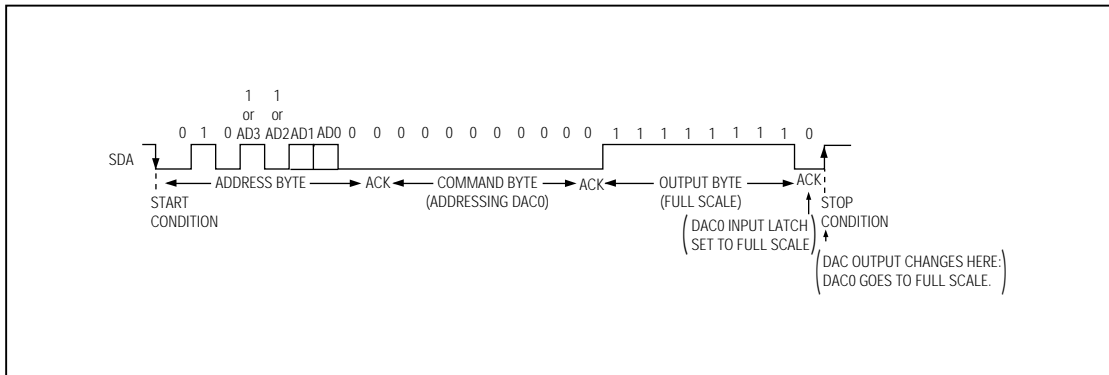 1 1
or or
0 1 0 AD3 AD2 AD1 AD0 0 0 0 0 0 0 0 0 0 0 0 1 1 1 1 1 1 1 1 0
SDA
ADDRESS BYTE ACK COMMAND BYTE ACK OUTPUT BYTE ACK
(ADDRESSING DAC0) (FULL SCALE)
START
CONDITION
STOP
CONDITION
(DAC0 INPUT LATCH
SET TO FULL SCALE)
(DAC OUTPUT CHANGES HERE:
DAC0 GOES TO FULL SCALE.)